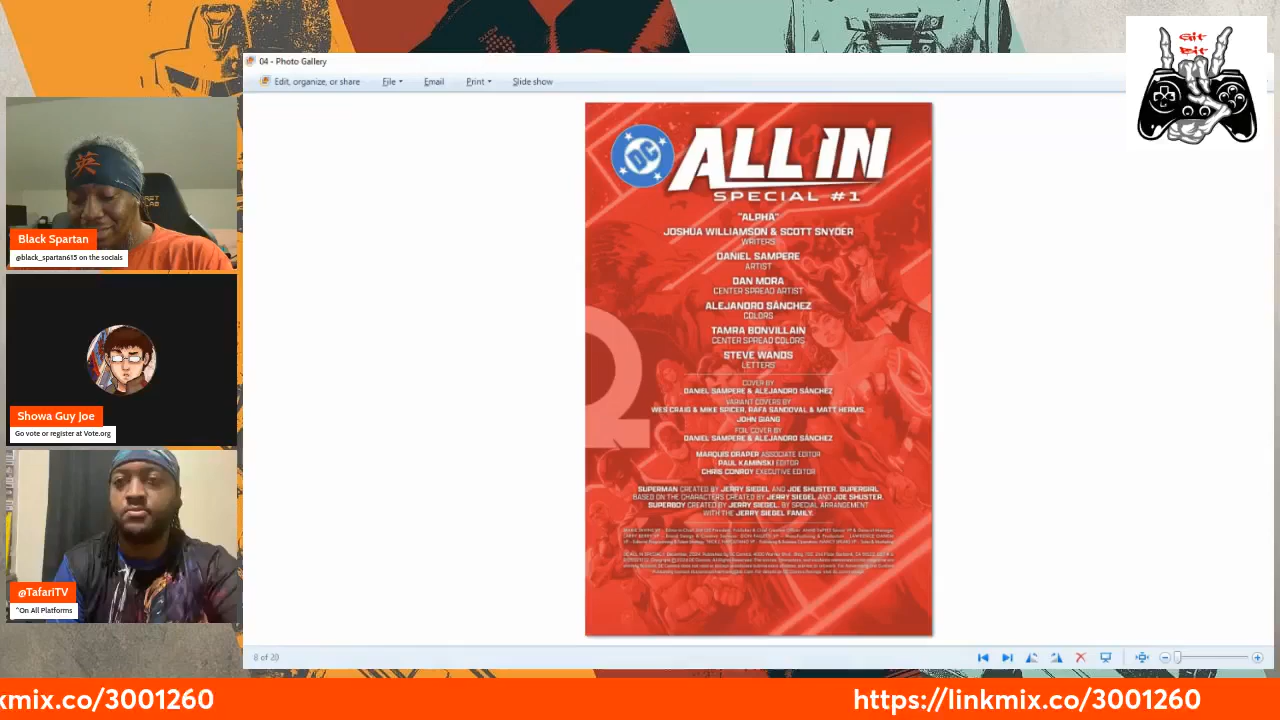 04 - Photo Gallery
Edit, organize, or share File Email Print Slide show
Git
Bit
英
Black Spartan
@black_spartan615 on the socials
Showa Guy Joe
Go vote or register at Vote.org
@TafariTV
^On All Platforms
DC
ALL IN
SPECIAL #1
"ALPHA"
JOSHUA WILLIAMSON & SCOTT SNYDER
WRITERS
DANIEL SAMPERE
ARTIST
DAN MORA
CENTER SPREAD ARTIST
ALEJANDRO SÁNCHEZ
COLORS
TAMRA BONVILLAIN
CENTER SPREAD COLORS
STEVE WANDS
LETTERS
COVER BY
DANIEL SAMPERE & ALEJANDRO SÁNCHEZ
VARIANT COVERS BY
WES CRAIG & MIKE SPICER, RAFA SANDOVAL & MATT HERMS,
JOHN GIANG
FOIL COVER BY
DANIEL SAMPERE & ALEJANDRO SÁNCHEZ
MARQUIS DRAPER ASSOCIATE EDITOR
PAUL KAMINSKI EDITOR
CHRIS CONROY EXECUTIVE EDITOR
SUPERMAN CREATED BY JERRY SIEGEL AND JOE SHUSTER. SUPERGIRL
BASED ON THE CHARACTERS CREATED BY JERRY SIEGEL AND JOE SHUSTER.
SUPERBOY CREATED BY JERRY SIEGEL. BY SPECIAL ARRANGEMENT
WITH THE JERRY SIEGEL FAMILY.
8 of 20
kmix.co/3001260
https://linkmix.co/3001260